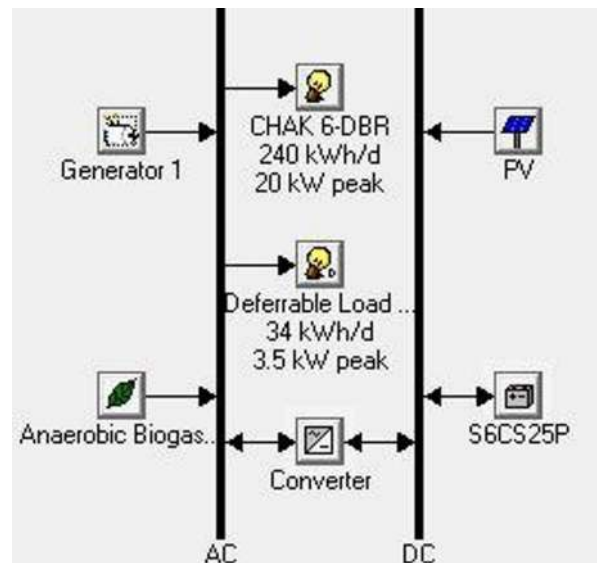 CHAK 6-DBR
240 kWh/d
20 kW peak
Generator 1
PV
Deferrable Load ...
34 kWh/d
3.5 kW peak
Anaerobic Biogas...
S6CS25P
Converter
AC
DC